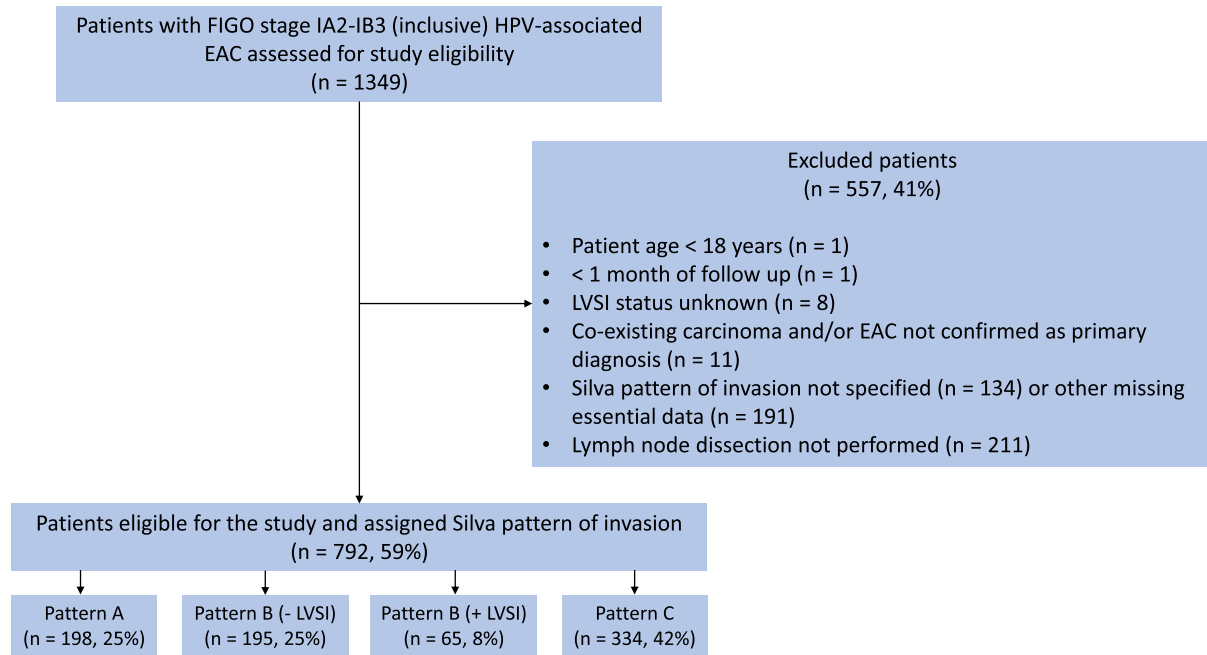 Patients with FIGO stage IA2-IB3 (inclusive) HPV-associated
EAC assessed for study eligibility
(n = 1349)
Excluded patients
(n = 557, 41%)
• Patient age < 18 years (n = 1)
• < 1 month of follow up (n = 1)
• LVSI status unknown (n = 8)
• Co-existing carcinoma and/or EAC not confirmed as primary
diagnosis (n = 11)
• Silva pattern of invasion not specified (n = 134) or other missing
essential data (n = 191)
• Lymph node dissection not performed (n = 211)
Patients eligible for the study and assigned Silva pattern of invasion
(n = 792, 59%)
Pattern A
(n = 198, 25%)
Pattern B (- LVSI)
(n = 195, 25%)
Pattern B (+ LVSI)
(n = 65, 8%)
Pattern C
(n = 334, 42%)